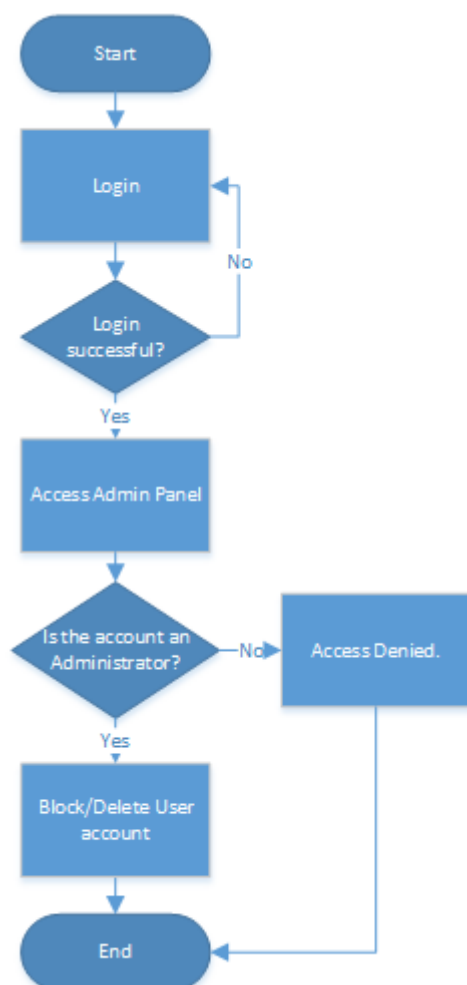 Start
Login
No
Login
successful?
Yes
Access Admin Panel
Is the account an
Administrator?
No
Access Denied.
Yes
Block/Delete User
account
End